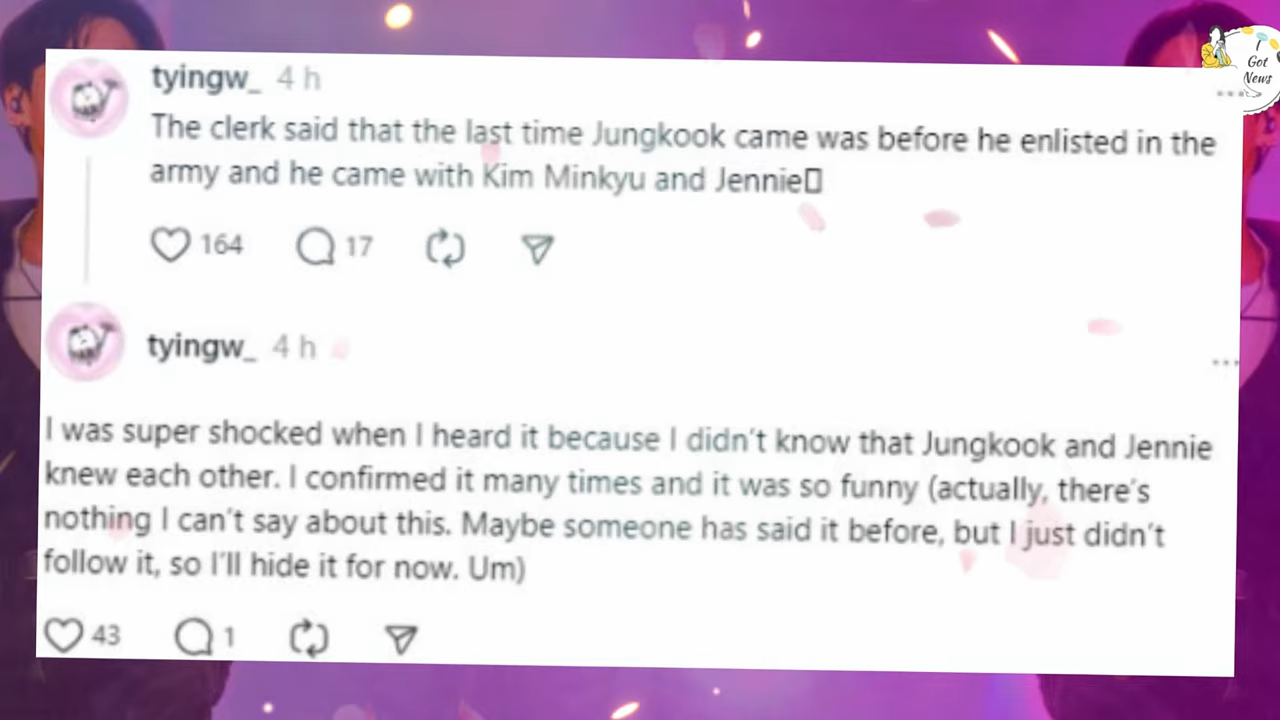 tyingw_ 4 h
The clerk said that the last time Jungkook came was before he enlisted in the
army and he came with Kim Minkyu and Jennie
164 17
tyingw_ 4 h
I was super shocked when I heard it because I didn't know that Jungkook and Jennie
knew each other. I confirmed it many times and it was so funny (actually, there's
nothing I can't say about this. Maybe someone has said it before, but I just didn't
follow it, so I'll hide it for now. Um)
43 1
I
Got
News